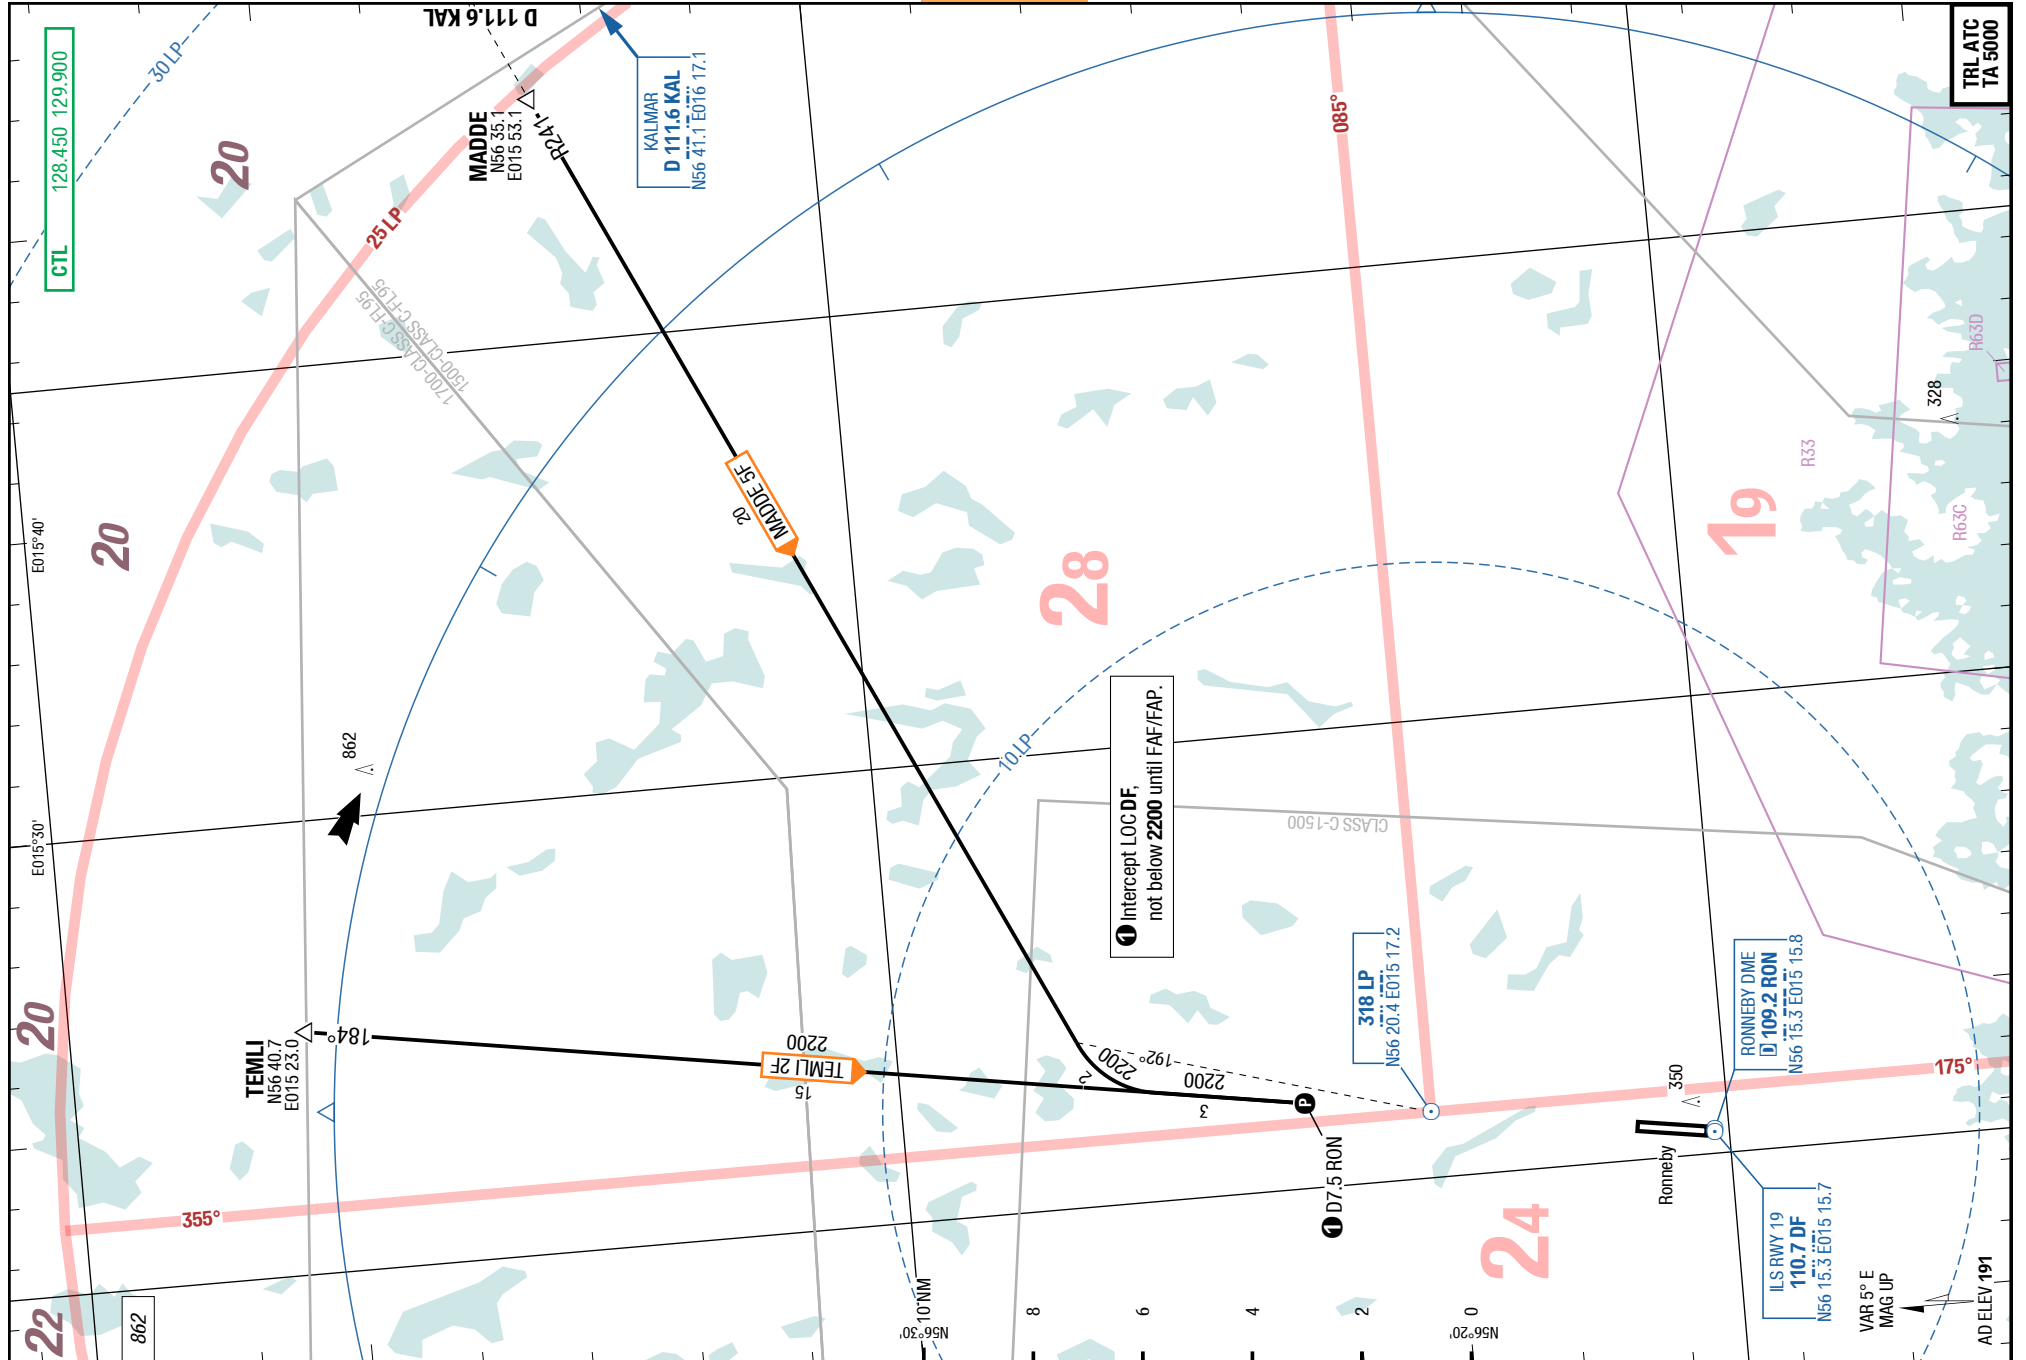 CTL 128.450 129.900
30 LP
D 111.6 KAL
KALMAR
D 111.6 KAL
N56 41.1 E016 17.1
MADDE
N56 35.1
E015 53.1
R241
085°
TRL ATC
TA 5000
20
25 LP
1700-CLASS C-FL95
1500-CLASS C-FL95
20
E015°40'
MADDE 5F
20
28
19
R33
R63C
R63D
328
862
E015°30'
10 LP
1 Intercept LOC DF,
not below 2200 until FAF/FAP.
CLASS C-1500
20
TEMLI
N56 40.7
E015 23.0
184°
TEMLI 2F
2200
15
2200
2
192°
2200
3
P
1 D7.5 RON
318 LP
N56 20.4 E015 17.2
RONNEBY DME
D 109.2 RON
N56 15.3 E015 15.8
350
175°
Ronneby
355°
24
ILS RWY 19
110.7 DF
N56 15.3 E015 15.7
22
862
N56°30'
10 NM
8
6
4
2
0
N56°20'
VAR 5° E
MAG UP
AD ELEV 191